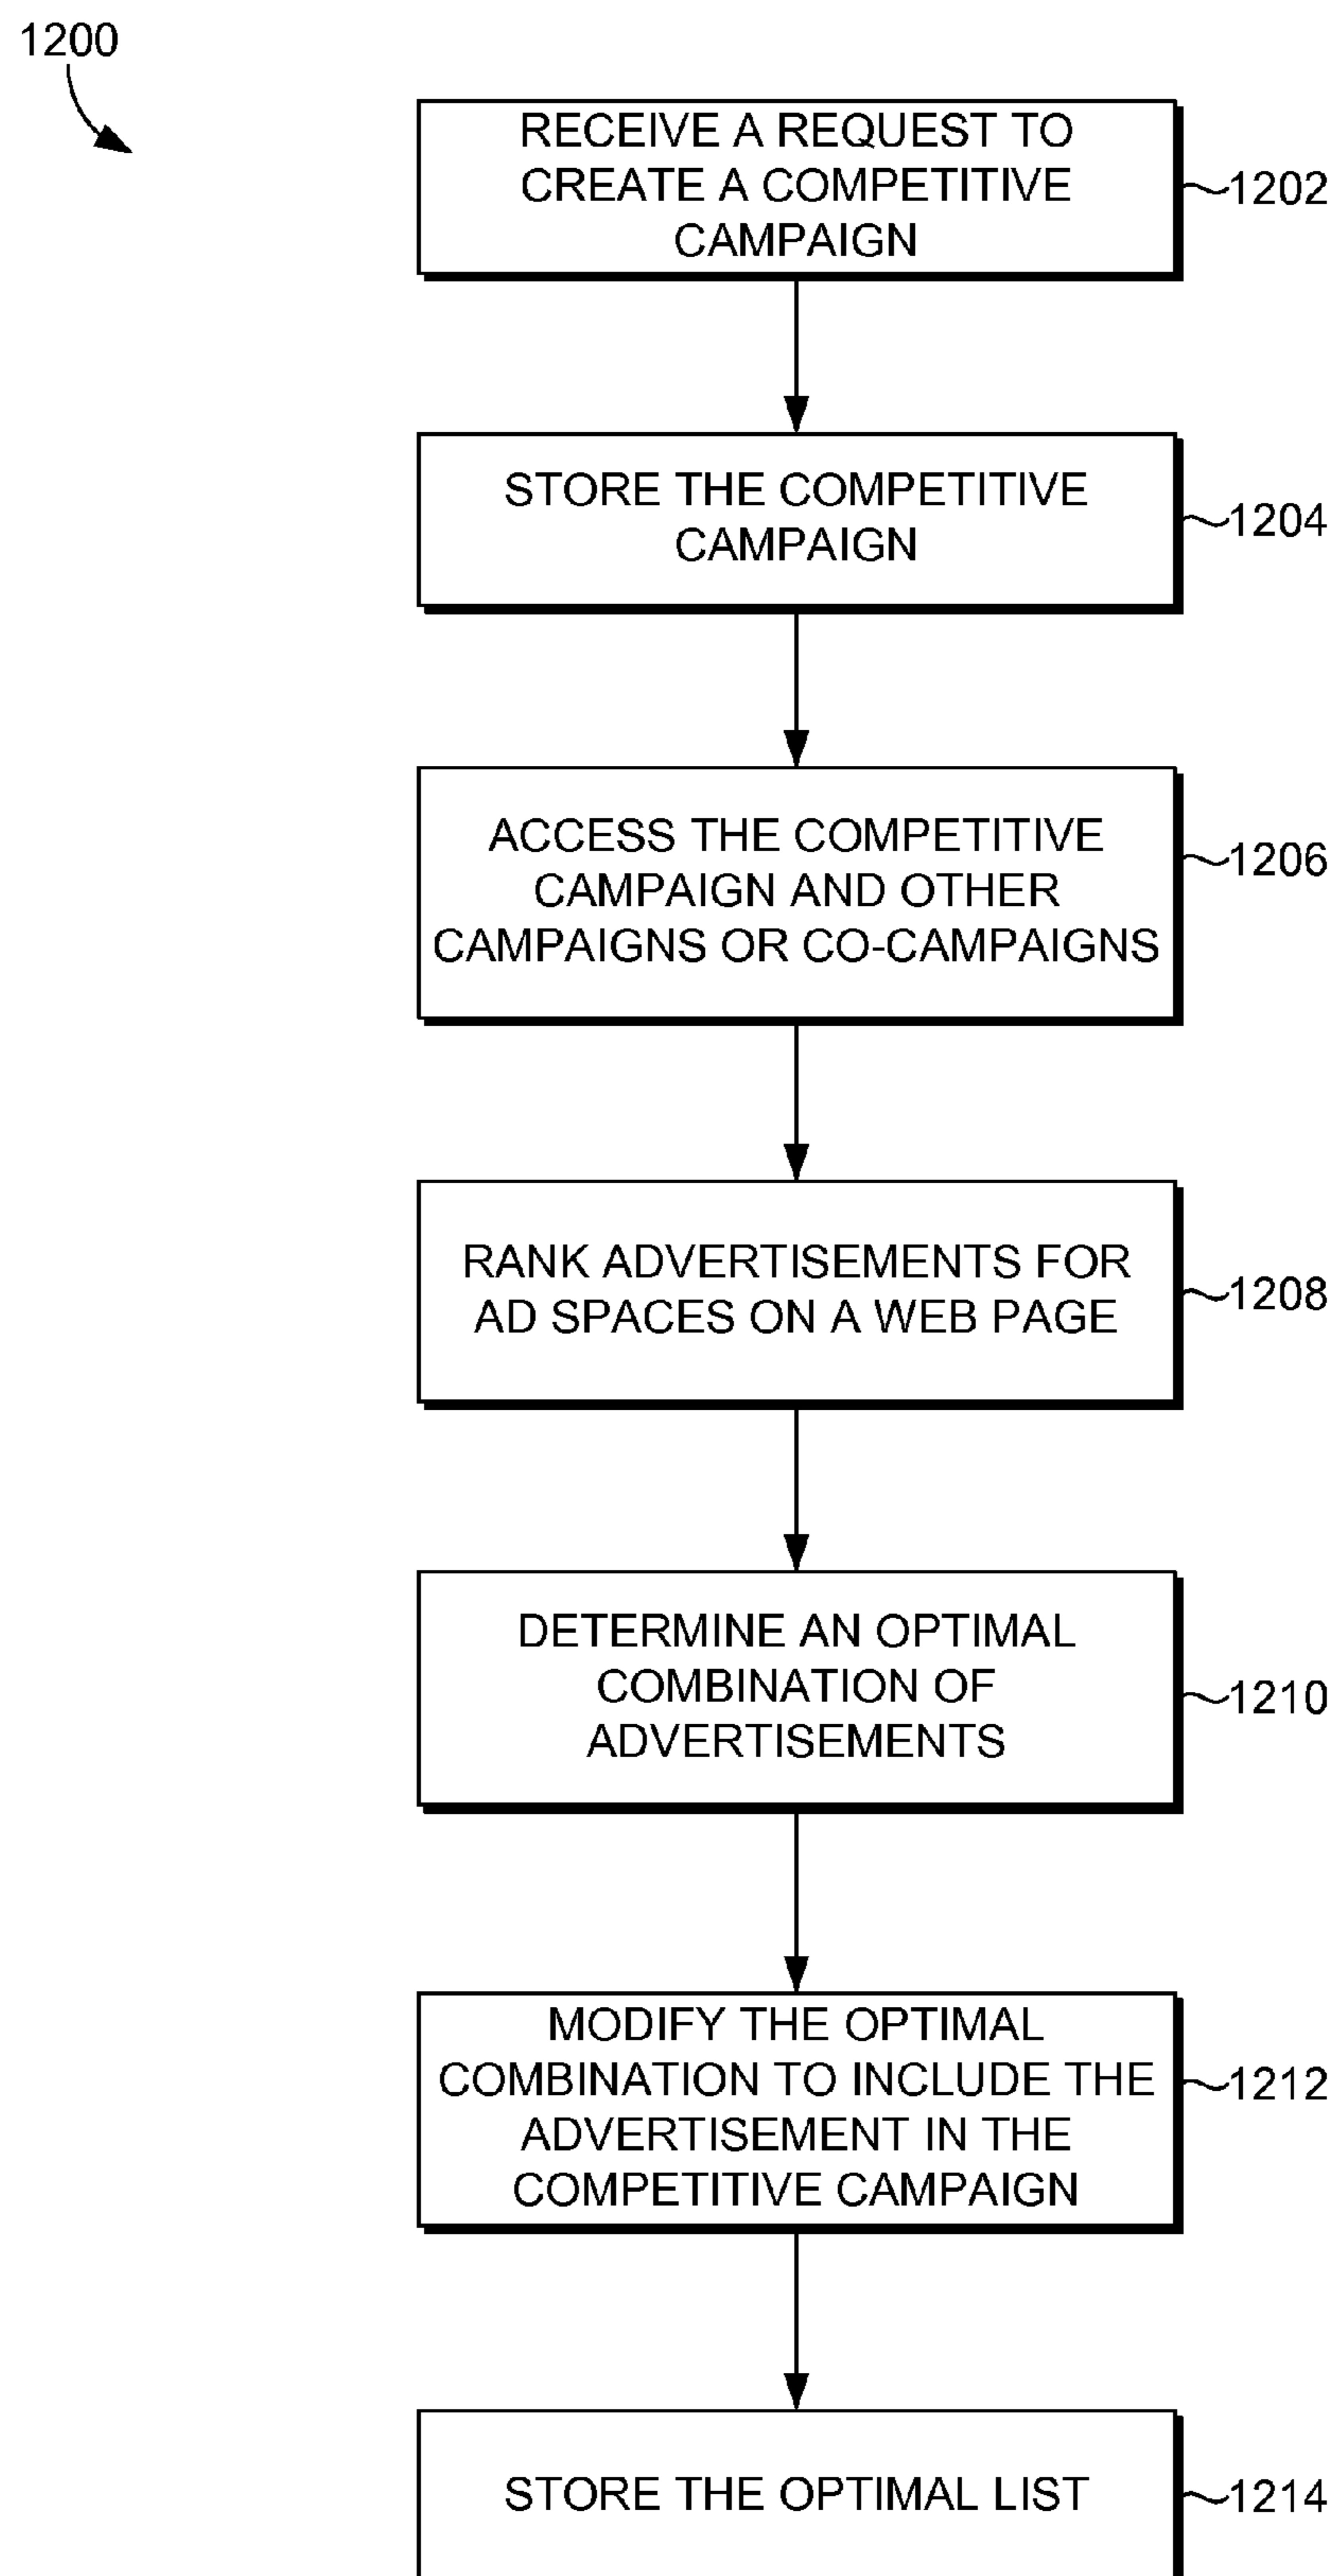 1200
RECEIVE A REQUEST TO
CREATE A COMPETITIVE
CAMPAIGN
1202
STORE THE COMPETITIVE
CAMPAIGN
1204
ACCESS THE COMPETITIVE
CAMPAIGN AND OTHER
CAMPAIGNS OR CO-CAMPAIGNS
1206
RANK ADVERTISEMENTS FOR
AD SPACES ON A WEB PAGE
1208
DETERMINE AN OPTIMAL
COMBINATION OF
ADVERTISEMENTS
1210
MODIFY THE OPTIMAL
COMBINATION TO INCLUDE THE
ADVERTISEMENT IN THE
COMPETITIVE CAMPAIGN
1212
STORE THE OPTIMAL LIST
1214